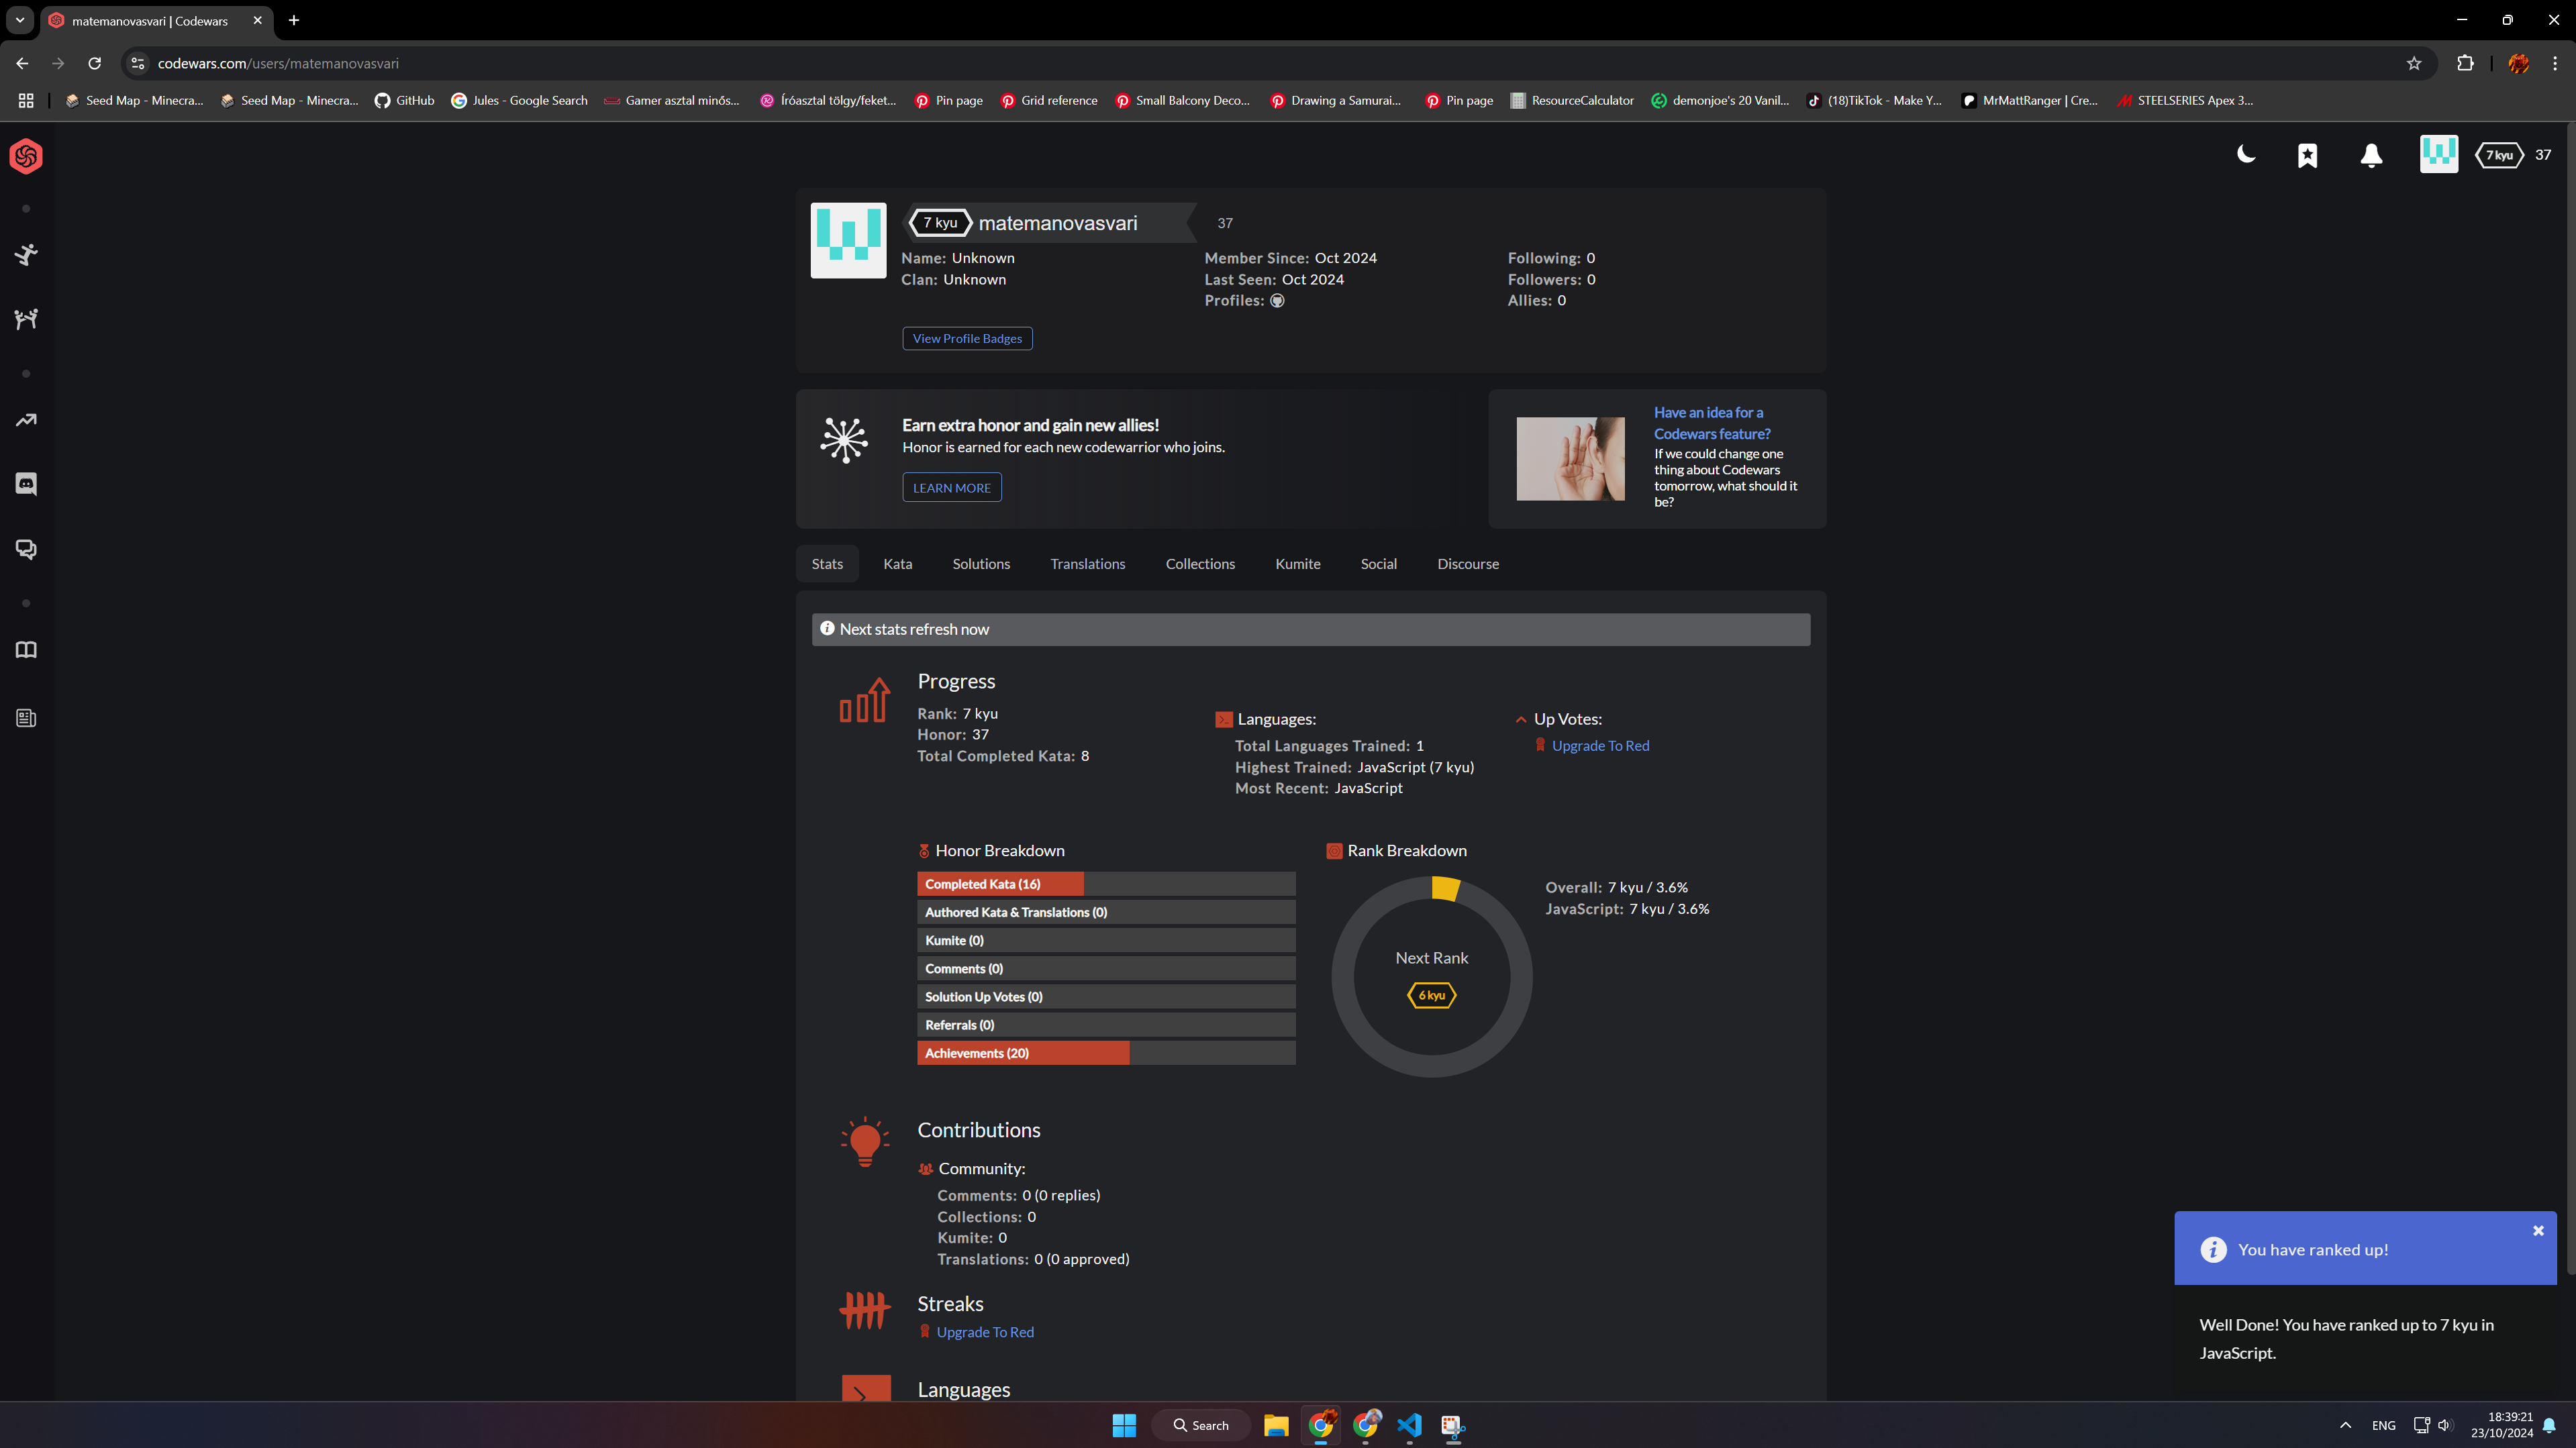 matemanovasvari | Codewars
codewars.com/users/matemanovasvari
Seed Map - Minecra... Seed Map - Minecra... GitHub Jules - Google Search Gamer asztal minős... Íróasztal tölgy/feket... Pin page Grid reference Small Balcony Deco... Drawing a Samurai... Pin page ResourceCalculator demonjoe's 20 Vanil... (18)TikTok - Make Y... MrMattRanger | Cre... STEELSERIES Apex 3...
7 kyu 37
7 kyu matemanovasvari 37
Name: Unknown Member Since: Oct 2024 Following: 0
Clan: Unknown Last Seen: Oct 2024 Followers: 0
Profiles: Allies: 0
View Profile Badges
Earn extra honor and gain new allies!
Honor is earned for each new codewarrior who joins.
LEARN MORE
Have an idea for a
Codewars feature?
If we could change one
thing about Codewars
tomorrow, what should it
be?
Stats Kata Solutions Translations Collections Kumite Social Discourse
Next stats refresh now
Progress
Rank: 7 kyu
Honor: 37
Total Completed Kata: 8
Languages:
Total Languages Trained: 1
Highest Trained: JavaScript (7 kyu)
Most Recent: JavaScript
Up Votes:
Upgrade To Red
Honor Breakdown
Completed Kata (16)
Authored Kata & Translations (0)
Kumite (0)
Comments (0)
Solution Up Votes (0)
Referrals (0)
Achievements (20)
Rank Breakdown
Next Rank
6 kyu
Overall: 7 kyu / 3.6%
JavaScript: 7 kyu / 3.6%
Contributions
Community:
Comments: 0 (0 replies)
Collections: 0
Kumite: 0
Translations: 0 (0 approved)
Streaks
Upgrade To Red
Languages
You have ranked up!
Well Done! You have ranked up to 7 kyu in
JavaScript.
Search
ENG
18:39:21
23/10/2024